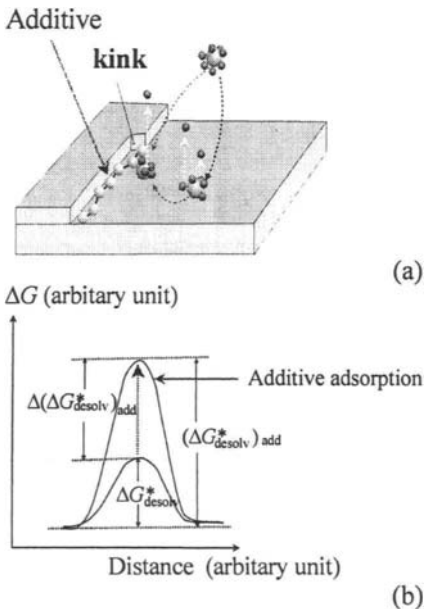 Additive
kink
(a)
ΔG (arbitary unit)
Additive adsorption
Δ(ΔG*desolv)add
(ΔG*desolv)add
ΔG*desolv
Distance (arbitary unit)
(b)